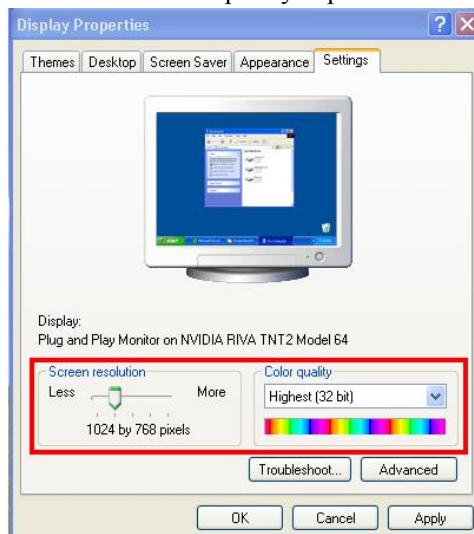 Display Properties
Themes Desktop Screen Saver Appearance Settings
Display:
Plug and Play Monitor on NVIDIA RIVA TNT2 Model 64
Screen resolution
Less More
1024 by 768 pixels
Color quality
Highest (32 bit)
Troubleshoot... Advanced
OK Cancel Apply